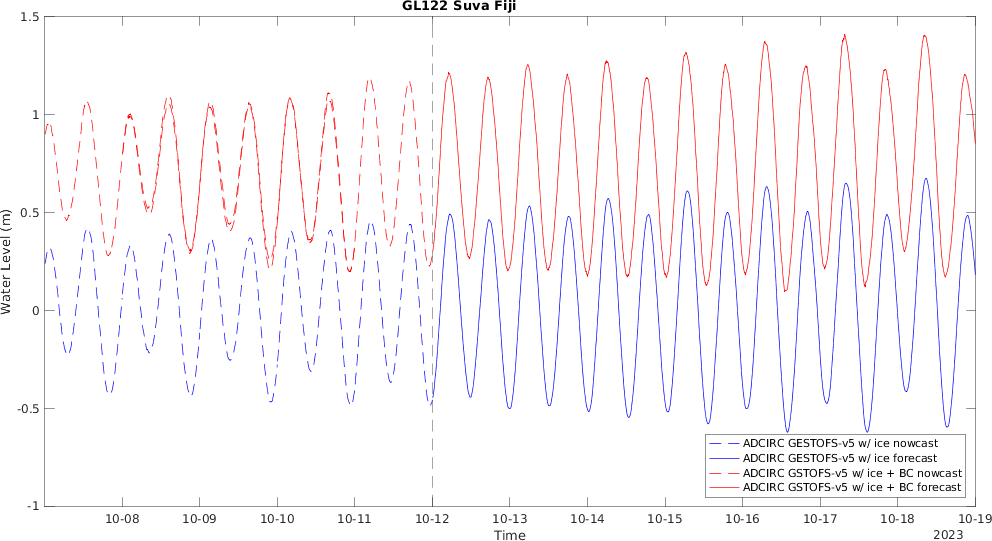 GL122 Suva Fiji
1.5
1
0.5
0
-0.5
-1
Water Level (m)
10-08 10-09 10-10 10-11 10-12 10-13 10-14 10-15 10-16 10-17 10-18 10-19
Time
2023
ADCIRC GESTOFS-v5 w/ ice nowcast
ADCIRC GESTOFS-v5 w/ ice forecast
ADCIRC GSTOFS-v5 w/ ice + BC nowcast
ADCIRC GSTOFS-v5 w/ ice + BC forecast